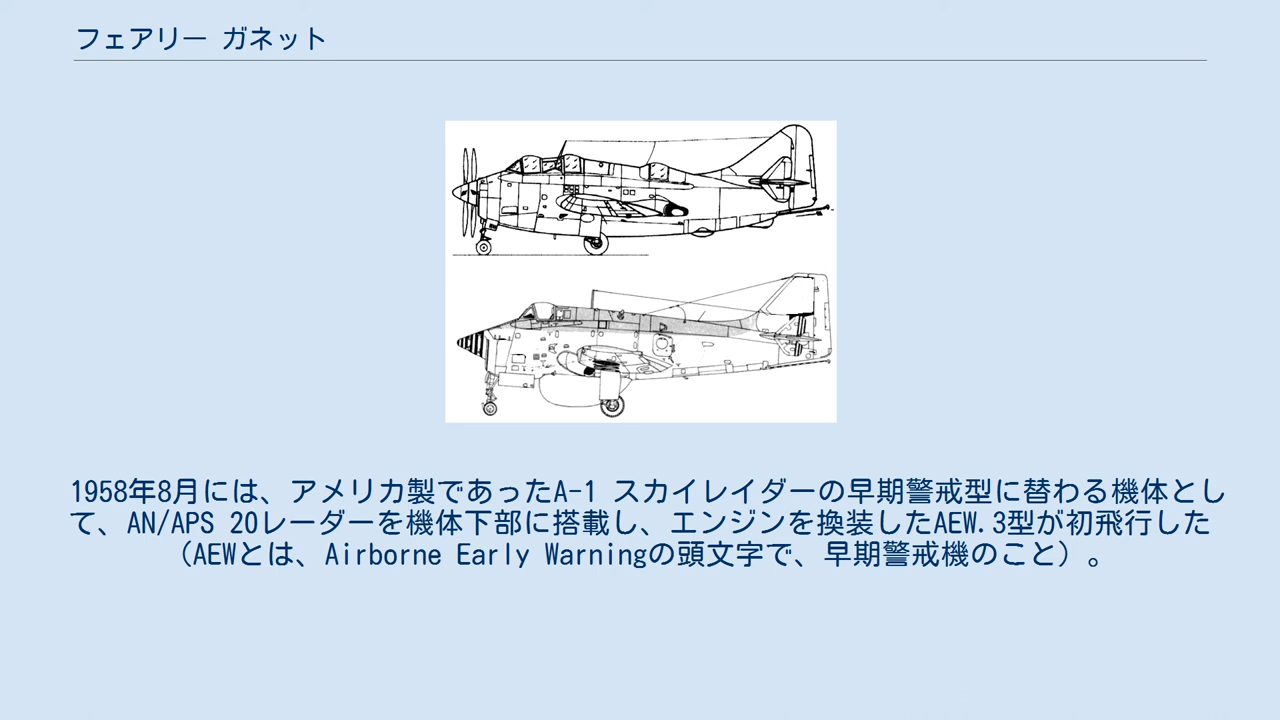 フェアリー ガネット
1958年8月には、アメリカ製であったA-1 スカイレイダーの早期警戒型に替わる機体とし
て、AN/APS 20レーダーを機体下部に搭載し、エンジンを換装したAEW.3型が初飛行した
（AEWとは、Airborne Early Warningの頭文字で、早期警戒機のこと）。